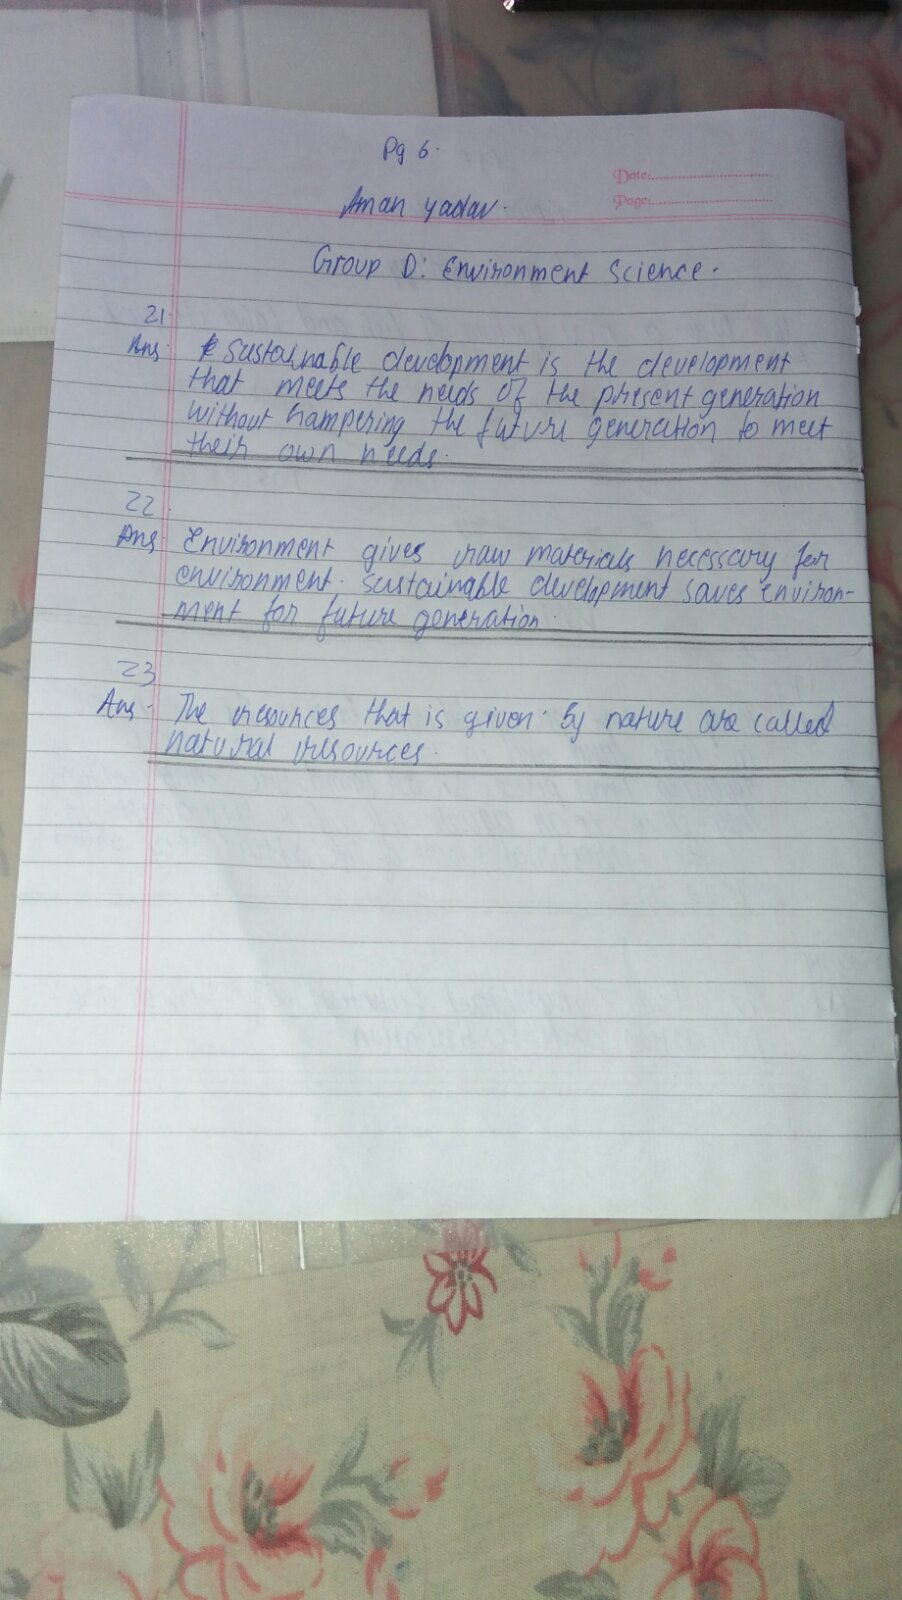 Pg 6.
Date:
Page:
Aman yadav.
Group D: Environment Science.
21.
Ans. Sustainable development is the development
that meets the needs of the present generation
without hampering the future generation to meet
their own needs.
22.
Ans Environment gives raw materials necessary for
environment. Sustainable development saves environ-
ment for future generation.
23
Ans. The resources that is given by nature are called
natural resources.